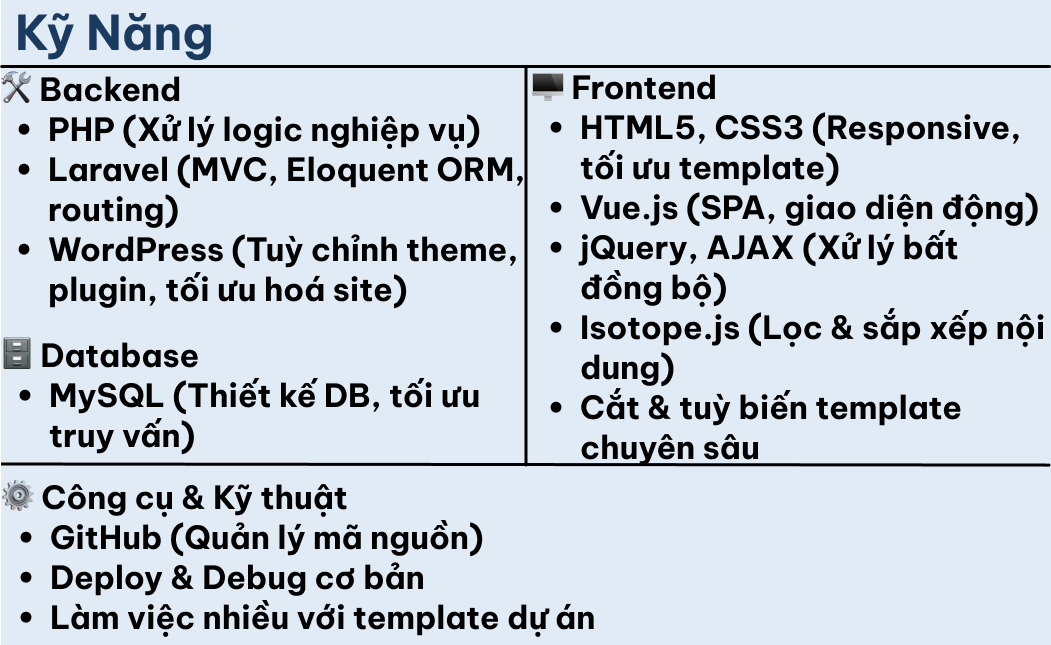 Kỹ Năng
Backend
• PHP (Xử lý logic nghiệp vụ)
• Laravel (MVC, Eloquent ORM,
routing)
• WordPress (Tuỳ chỉnh theme,
plugin, tối ưu hoá site)
Database
• MySQL (Thiết kế DB, tối ưu
truy vấn)
Frontend
• HTML5, CSS3 (Responsive,
tối ưu template)
• Vue.js (SPA, giao diện động)
• jQuery, AJAX (Xử lý bất
đồng bộ)
• Isotope.js (Lọc & sắp xếp nội
dung)
• Cắt & tuỳ biến template
chuyên sâu
Công cụ & Kỹ thuật
• GitHub (Quản lý mã nguồn)
• Deploy & Debug cơ bản
• Làm việc nhiều với template dự án